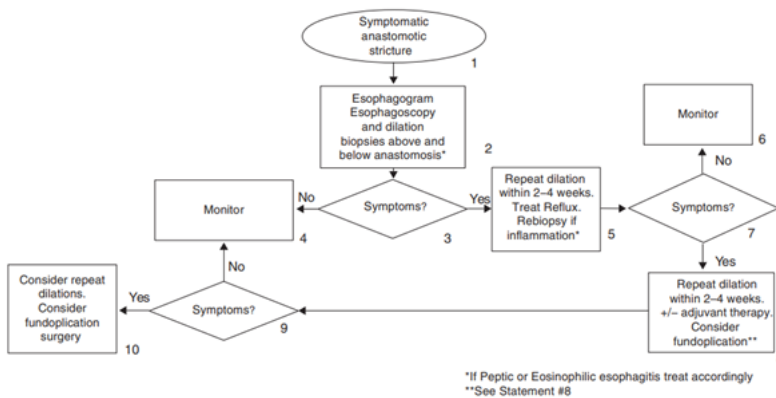 Symptomatic
anastomotic
stricture
1
Esophagogram
Esophagoscopy
and dilation
biopsies above and
below anastomosis*
2
Monitor
6
No
Monitor
4
No
Symptoms?
3
Yes
Repeat dilation
within 2–4 weeks.
Treat Reflux.
Rebiopsy if
inflammation*
5
Symptoms?
7
Yes
Repeat dilation
within 2–4 weeks.
+/− adjuvant therapy.
Consider
fundoplication**
No
Symptoms?
9
Yes
Consider repeat
dilations.
Consider
fundoplication
surgery
10
*If Peptic or Eosinophilic esophagitis treat accordingly
**See Statement #8